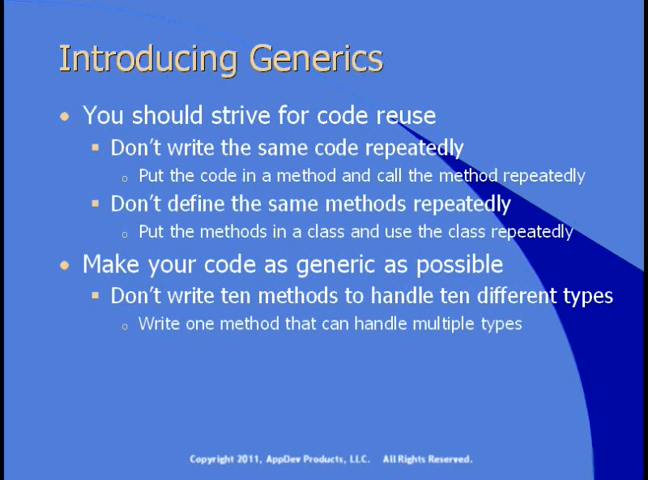 Introducing Generics
• You should strive for code reuse
▪ Don't write the same code repeatedly
o Put the code in a method and call the method repeatedly
▪ Don't define the same methods repeatedly
o Put the methods in a class and use the class repeatedly
• Make your code as generic as possible
▪ Don't write ten methods to handle ten different types
o Write one method that can handle multiple types
Copyright 2011, AppDev Products, LLC. All Rights Reserved.